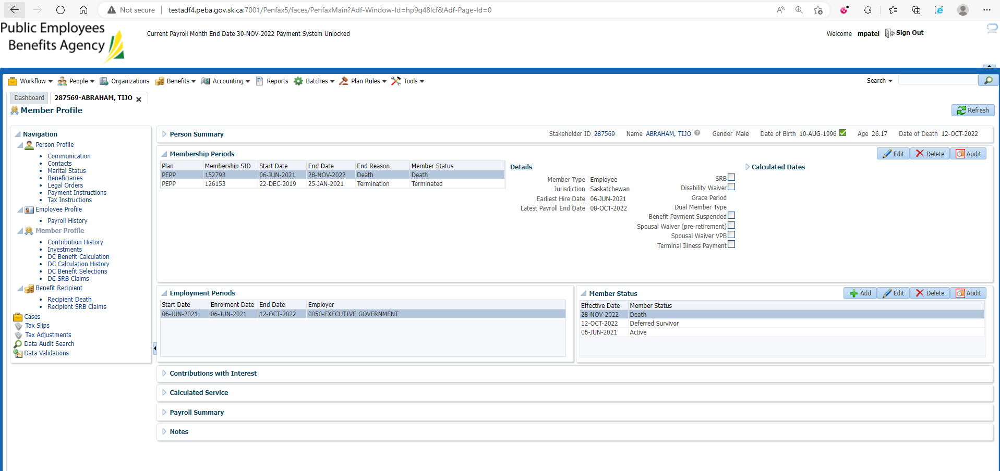 Not secure testadf4.peba.gov.sk.ca:7001/Penfax5/faces/PenfaxMain?Adf-Window-Id=hp9q48lcf&Adf-Page-Id=0
Public Employees
Benefits Agency
Current Payroll Month End Date 30-NOV-2022 Payment System Unlocked
Welcome mpatel Sign Out
Workflow People Organizations Benefits Accounting Reports Batches Plan Rules Tools Search
Dashboard 287569-ABRAHAM, TIJO
Member Profile
Refresh
Navigation
Person Profile
Communication
Contacts
Marital Status
Beneficiaries
Legal Orders
Payment Instructions
Tax Instructions
Employee Profile
Payroll History
Member Profile
Contribution History
Investments
DC Benefit Calculation
DC Calculation History
DC Benefit Selections
DC SRB Claims
Benefit Recipient
Recipient Death
Recipient SRB Claims
Cases
Tax Slips
Tax Adjustments
Data Audit Search
Data Validations
Person Summary Stakeholder ID 287569 Name ABRAHAM, TIJO Gender Male Date of Birth 10-AUG-1996 Age 26.17 Date of Death 12-OCT-2022
Membership Periods Edit Delete Audit
Plan Membership SID Start Date End Date End Reason Member Status
PEPP 152793 06-JUN-2021 28-NOV-2022 Death Death
PEPP 126153 22-DEC-2019 25-JAN-2021 Termination Terminated
Details
Member Type Employee
Jurisdiction Saskatchewan
Earliest Hire Date 06-JUN-2021
Latest Payroll End Date 08-OCT-2022
SRB
Disability Waiver
Grace Period
Dual Member Type
Benefit Payment Suspended
Spousal Waiver (pre-retirement)
Spousal Waiver VPB
Terminal Illness Payment
Calculated Dates
Employment Periods
Start Date Enrolment Date End Date Employer
06-JUN-2021 06-JUN-2021 12-OCT-2022 0050-EXECUTIVE GOVERNMENT
Member Status Add Edit Delete Audit
Effective Date Member Status
28-NOV-2022 Death
12-OCT-2022 Deferred Survivor
06-JUN-2021 Active
Contributions with Interest
Calculated Service
Payroll Summary
Notes